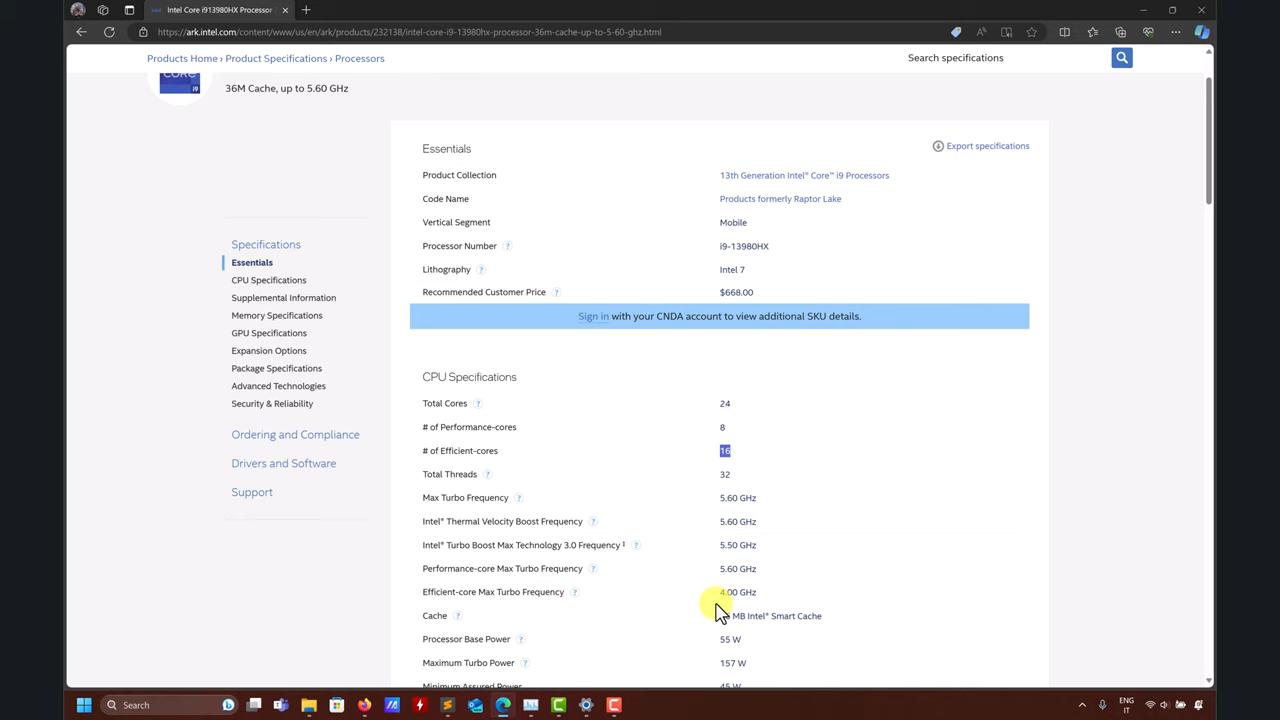 Intel Core i913980HX Processor
https://ark.intel.com/content/www/us/en/ark/products/232138/intel-core-i9-13980hx-processor-36m-cache-up-to-5-60-ghz.html
Products Home › Product Specifications › Processors
Search specifications
CORE
i9
36M Cache, up to 5.60 GHz
Essentials
Export specifications
Product Collection 13th Generation Intel® Core™ i9 Processors
Code Name Products formerly Raptor Lake
Vertical Segment Mobile
Processor Number ? i9-13980HX
Lithography ? Intel 7
Recommended Customer Price ? $668.00
Sign in with your CNDA account to view additional SKU details.
Specifications
Essentials
CPU Specifications
Supplemental Information
Memory Specifications
GPU Specifications
Expansion Options
Package Specifications
Advanced Technologies
Security & Reliability
Ordering and Compliance
Drivers and Software
Support
CPU Specifications
Total Cores ? 24
# of Performance-cores 8
# of Efficient-cores 16
Total Threads ? 32
Max Turbo Frequency ? 5.60 GHz
Intel® Thermal Velocity Boost Frequency ? 5.60 GHz
Intel® Turbo Boost Max Technology 3.0 Frequency ‡ ? 5.50 GHz
Performance-core Max Turbo Frequency ? 5.60 GHz
Efficient-core Max Turbo Frequency ? 4.00 GHz
Cache ? MB Intel® Smart Cache
Processor Base Power ? 55 W
Maximum Turbo Power ? 157 W
Minimum Assured Power 45 W
Search
ENG
IT